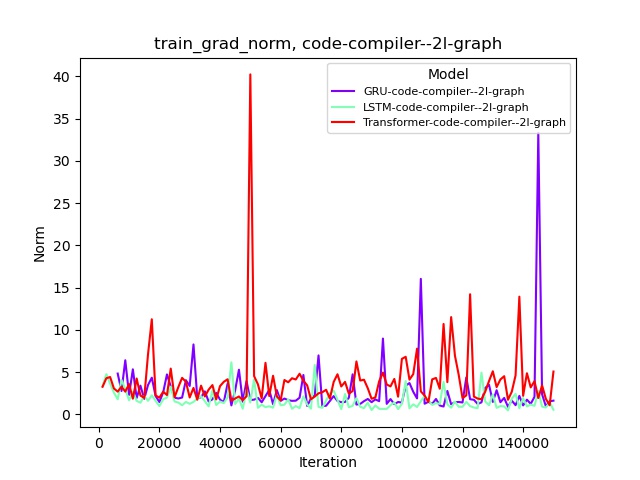 train_grad_norm, code-compiler--2l-graph
Model
GRU-code-compiler--2l-graph
LSTM-code-compiler--2l-graph
Transformer-code-compiler--2l-graph
Norm
40
35
30
25
20
15
10
5
0
0 20000 40000 60000 80000 100000 120000 140000
Iteration